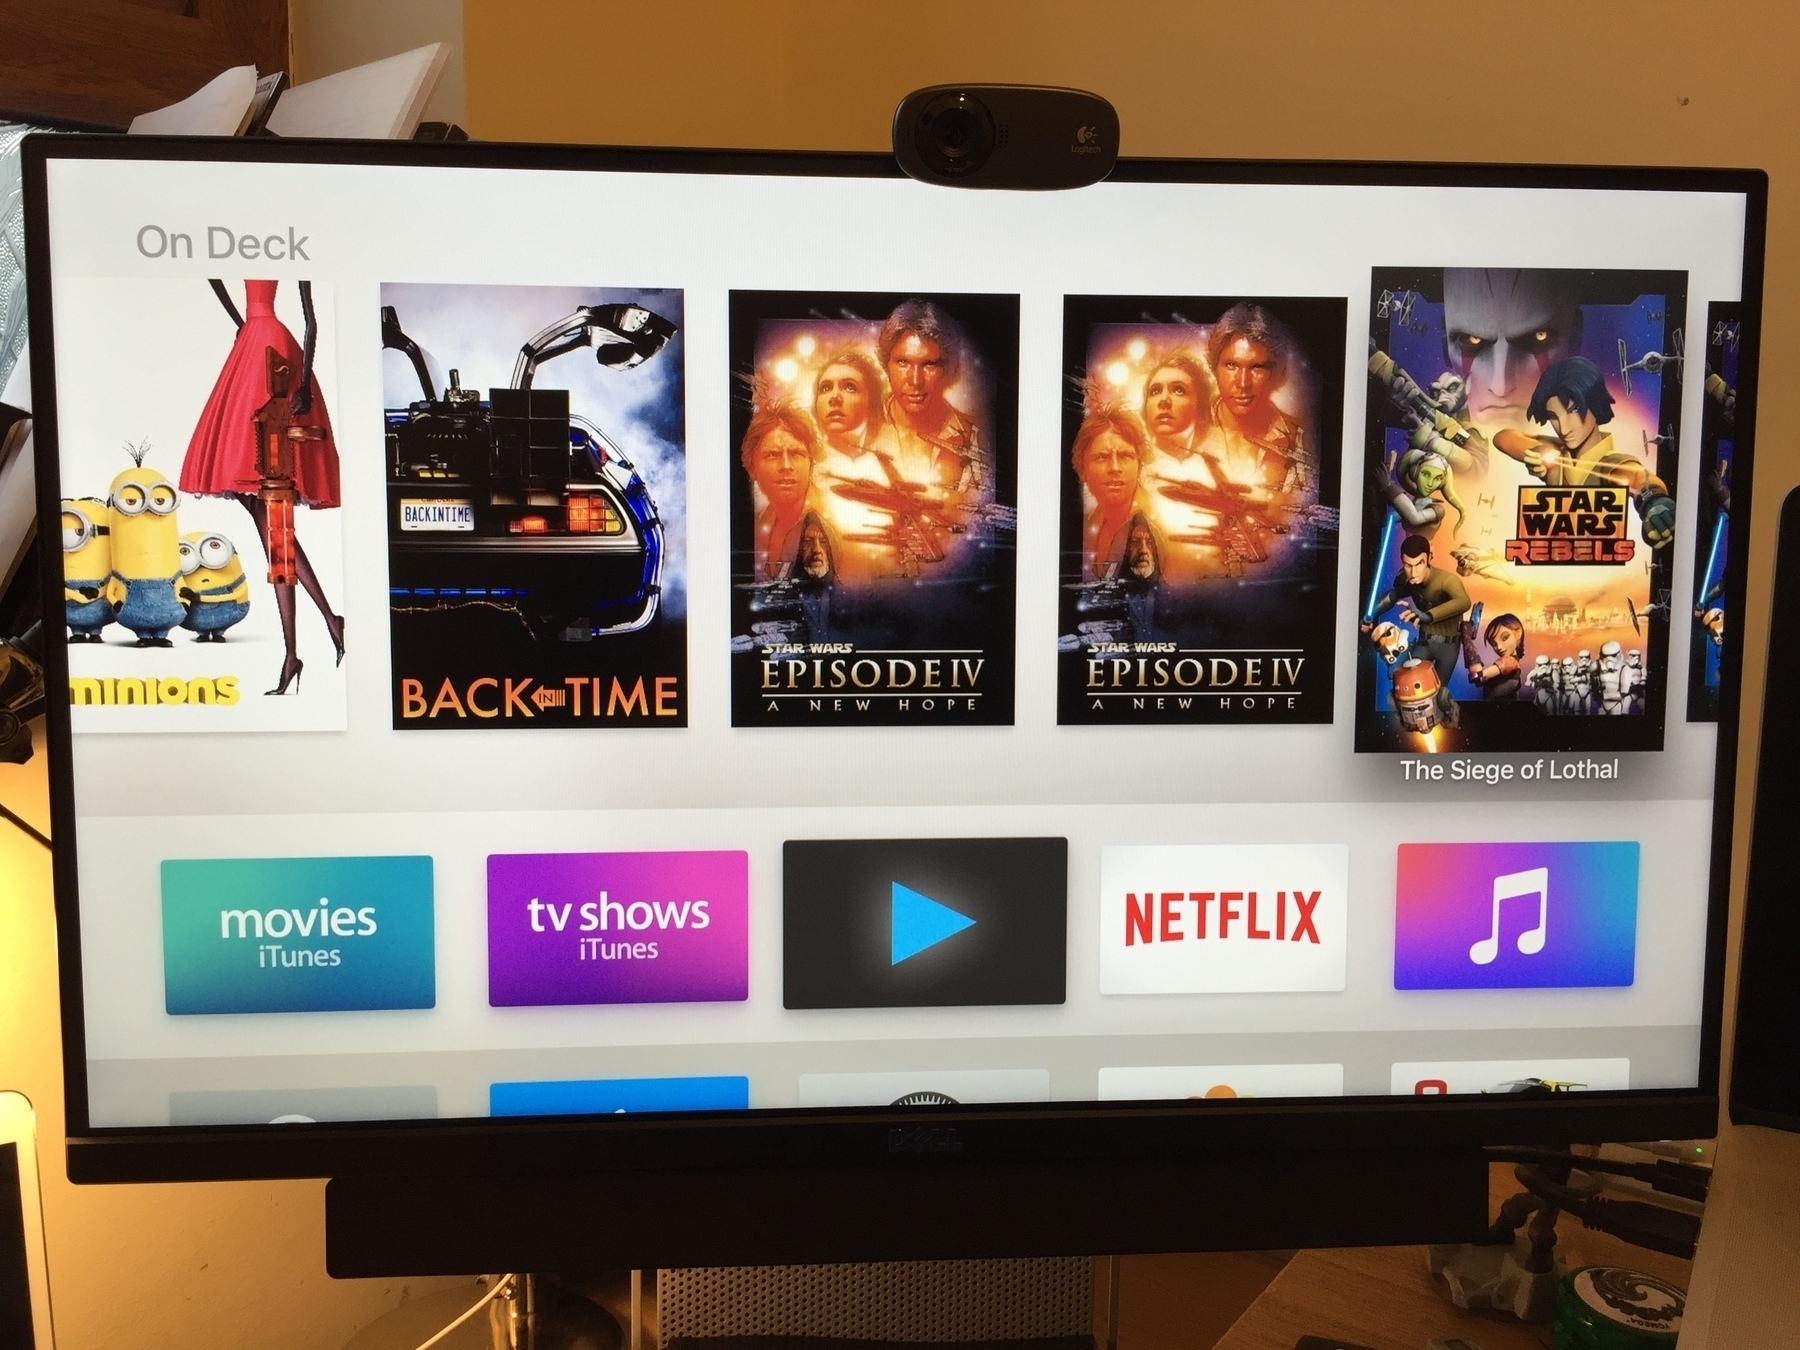 Logitech
On Deck
minions
CALIFORNIA
BACKINTIME
BACK IN TIME
STAR WARS
EPISODE IV
A NEW HOPE
STAR WARS
EPISODE IV
A NEW HOPE
STAR
WARS
REBELS
The Siege of Lothal
movies
iTunes
tv shows
iTunes
NETFLIX
DELL